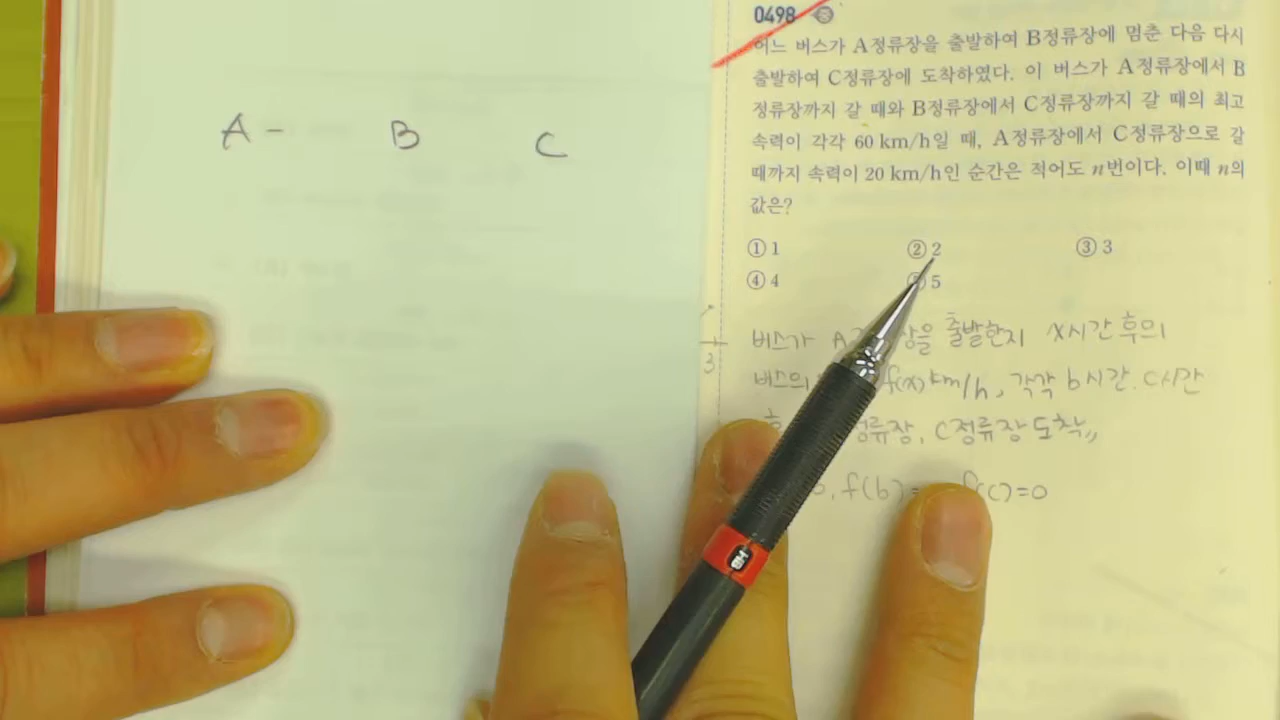 A - B C
0498
어느 버스가 A정류장을 출발하여 B정류장에 멈춘 다음 다시
출발하여 C정류장에 도착하였다. 이 버스가 A정류장에서 B
정류장까지 갈 때와 B정류장에서 C정류장까지 갈 때의 최고
속력이 각각 60 km/h일 때, A정류장에서 C정류장으로 갈
때까지 속력이 20 km/h인 순간은 적어도 n번이다. 이때 n의
값은?
① 1 ② 2 ③ 3
④ 4 ⑤ 5
버스가 A 을 출발한지 x시간 후의
버스의 f(x) km/h, 각각 b시간, c시간
후 정류장, C정류장 도착,,
f(b)= f(c)=0
3